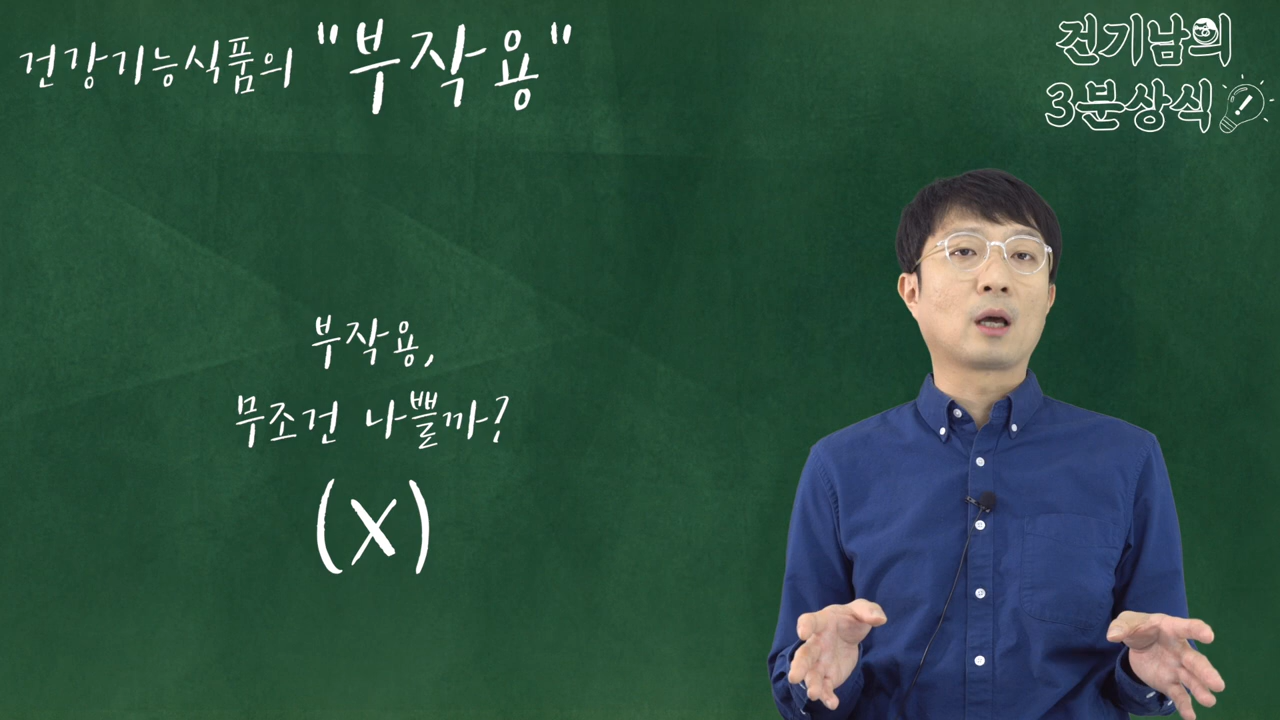 건강기능식품의 "부작용"
건기남의
3분상식
부작용,
무조건 나쁠까?
(X)